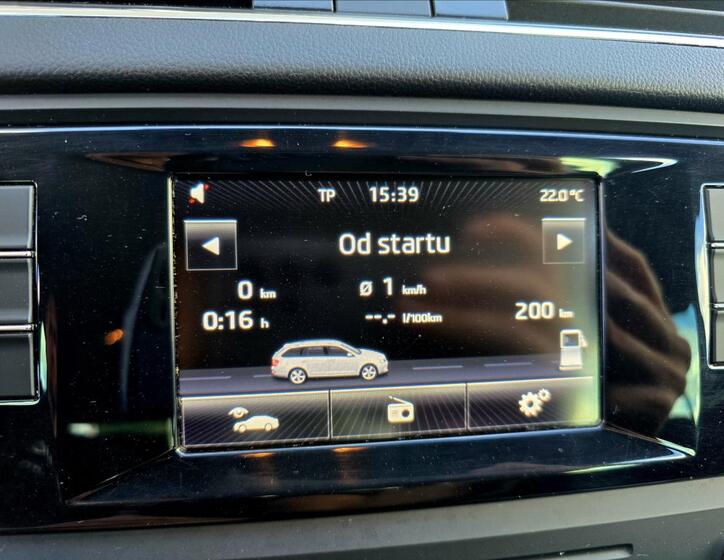 TP 15:39 22.0°C
Od startu
0 km Ø 1 km/h
0:16 h --.- l/100km 200 km